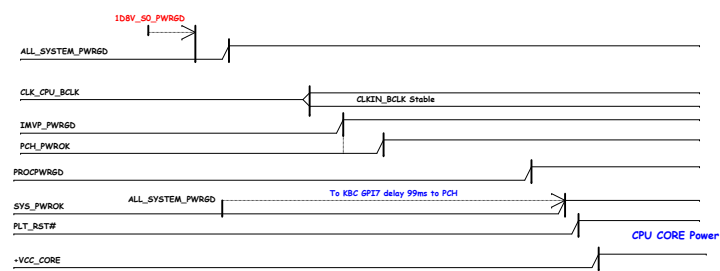 1D8V_S0_PWRGD
ALL_SYSTEM_PWRGD
CLK_CPU_BCLK
CLKIN_BCLK Stable
IMVP_PWRGD
PCH_PWROK
PROCPWRGD
ALL_SYSTEM_PWRGD To KBC GPI7 delay 99ms to PCH
SYS_PWROK
PLT_RST#
CPU CORE Power
+VCC_CORE